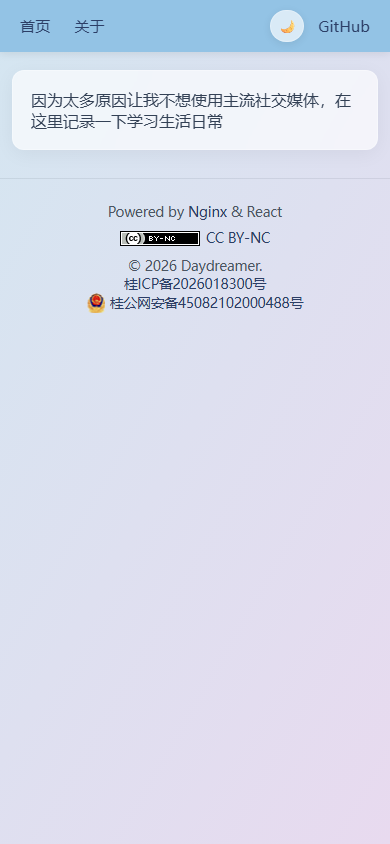 首页 关于 GitHub
因为太多原因让我不想使用主流社交媒体，在
这里记录一下学习生活日常
Powered by Nginx & React
cc BY-NC CC BY-NC
© 2026 Daydreamer.
桂ICP备2026018300号
桂公网安备45082102000488号